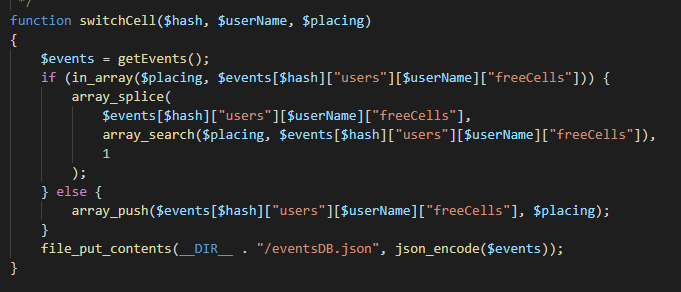 */
function switchCell($hash, $userName, $placing)
{
    $events = getEvents();
    if (in_array($placing, $events[$hash]["users"][$userName]["freeCells"])) {
        array_splice(
            $events[$hash]["users"][$userName]["freeCells"],
            array_search($placing, $events[$hash]["users"][$userName]["freeCells"]),
            1
        );
    } else {
        array_push($events[$hash]["users"][$userName]["freeCells"], $placing);
    }
    file_put_contents(__DIR__ . "/eventsDB.json", json_encode($events));
}